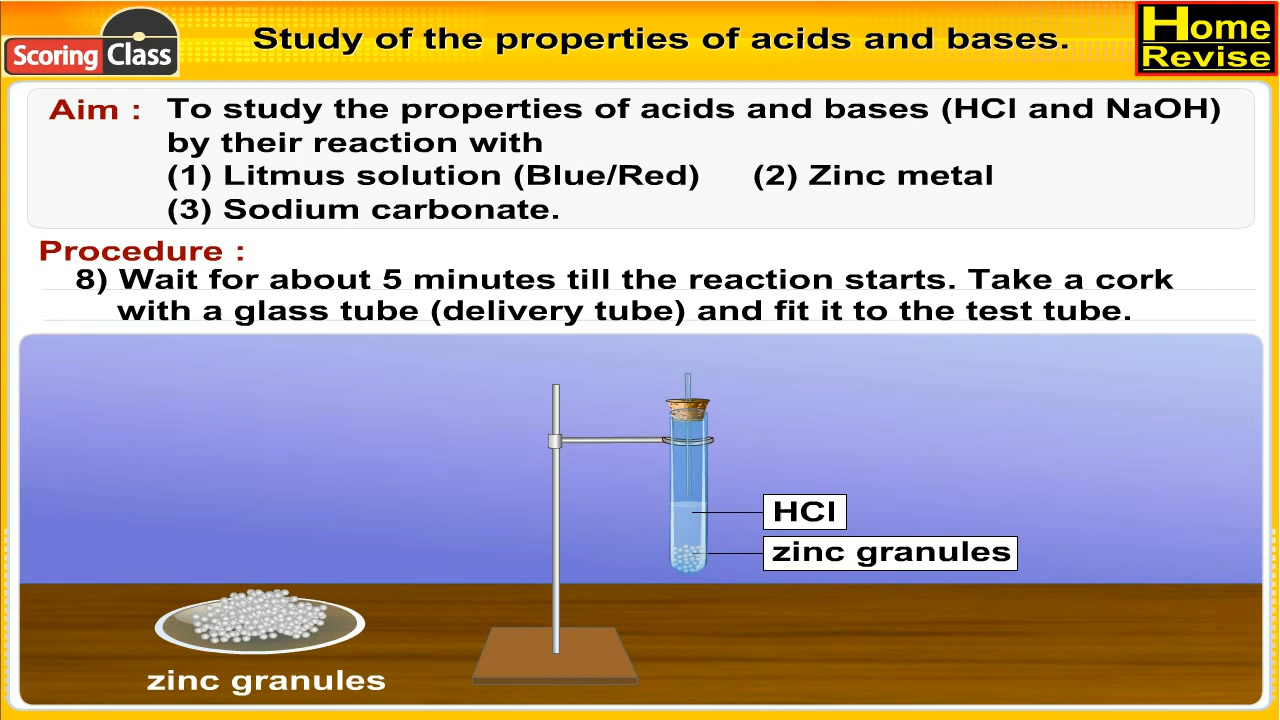 Scoring Class
Study of the properties of acids and bases.
Home
Revise
Aim : To study the properties of acids and bases (HCl and NaOH)
by their reaction with
(1) Litmus solution (Blue/Red) (2) Zinc metal
(3) Sodium carbonate.
Procedure :
8) Wait for about 5 minutes till the reaction starts. Take a cork
with a glass tube (delivery tube) and fit it to the test tube.
HCl
zinc granules
zinc granules